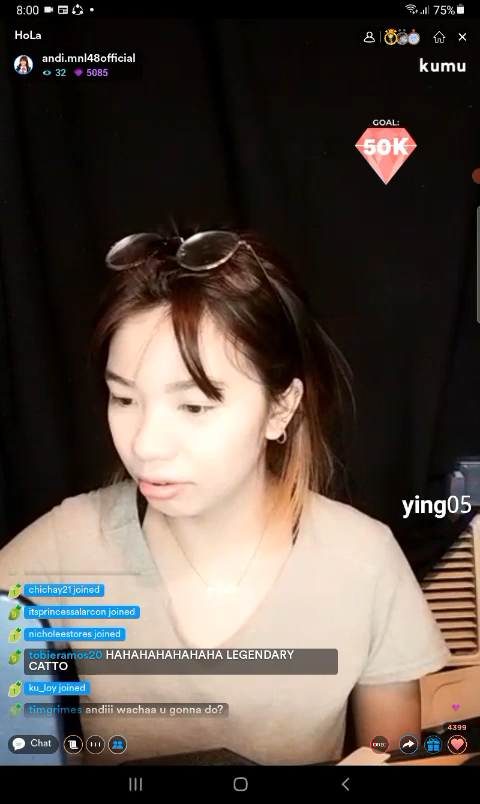 8:00
75%
HoLa
andi.mnl48official
32 5085
kumu
GOAL:
50K
ying05
chichay21 joined
itsprincessalarcon joined
nicholeestores joined
tobieramos20 HAHAHAHAHAHAHA LEGENDARY
CATTO
ku_loy joined
timgrimes andiii wachaa u gonna do?
4399
Chat